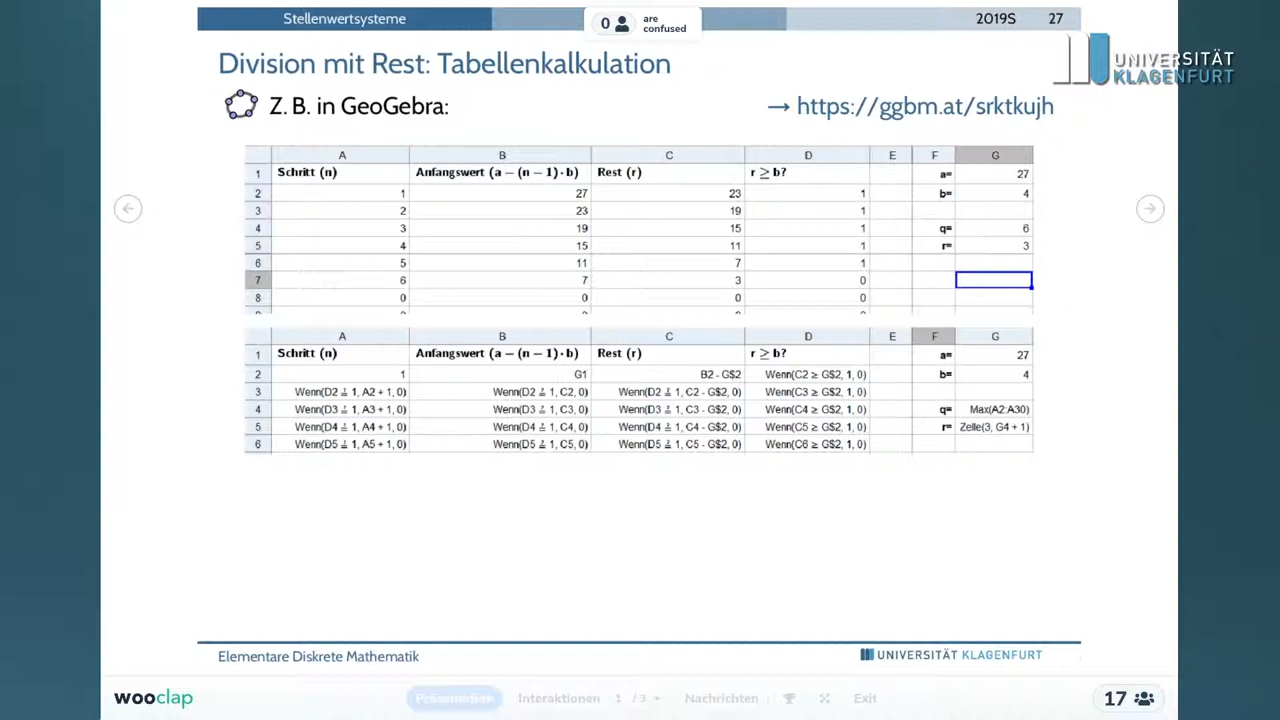 Stellenwertsysteme
0 are confused
2019S 27
Division mit Rest: Tabellenkalkulation
UNIVERSITÄT KLAGENFURT
Z. B. in GeoGebra: → https://ggbm.at/srktkujh
A B C D E F G
1 Schritt (n) Anfangswert (a − (n − 1) · b) Rest (r) r ≥ b? a= 27
2 1 27 23 1 b= 4
3 2 23 19 1
4 3 19 15 1 q= 6
5 4 15 11 1 r= 3
6 5 11 7 1
7 6 7 3 0
8 0 0 0 0
A B C D E F G
1 Schritt (n) Anfangswert (a − (n − 1) · b) Rest (r) r ≥ b? a= 27
2 1 G1 B2 - G$2 Wenn(C2 ≥ G$2, 1, 0) b= 4
3 Wenn(D2 ≟ 1, A2 + 1, 0) Wenn(D2 ≟ 1, C2, 0) Wenn(D2 ≟ 1, C2 - G$2, 0) Wenn(C3 ≥ G$2, 1, 0)
4 Wenn(D3 ≟ 1, A3 + 1, 0) Wenn(D3 ≟ 1, C3, 0) Wenn(D3 ≟ 1, C3 - G$2, 0) Wenn(C4 ≥ G$2, 1, 0) q= Max(A2:A30)
5 Wenn(D4 ≟ 1, A4 + 1, 0) Wenn(D4 ≟ 1, C4, 0) Wenn(D4 ≟ 1, C4 - G$2, 0) Wenn(C5 ≥ G$2, 1, 0) r= Zelle(3, G4 + 1)
6 Wenn(D5 ≟ 1, A5 + 1, 0) Wenn(D5 ≟ 1, C5, 0) Wenn(D5 ≟ 1, C5 - G$2, 0) Wenn(C6 ≥ G$2, 1, 0)
Elementare Diskrete Mathematik
UNIVERSITÄT KLAGENFURT
wooclap Präsentation Interaktionen 1 / 3 Nachrichten Exit 17